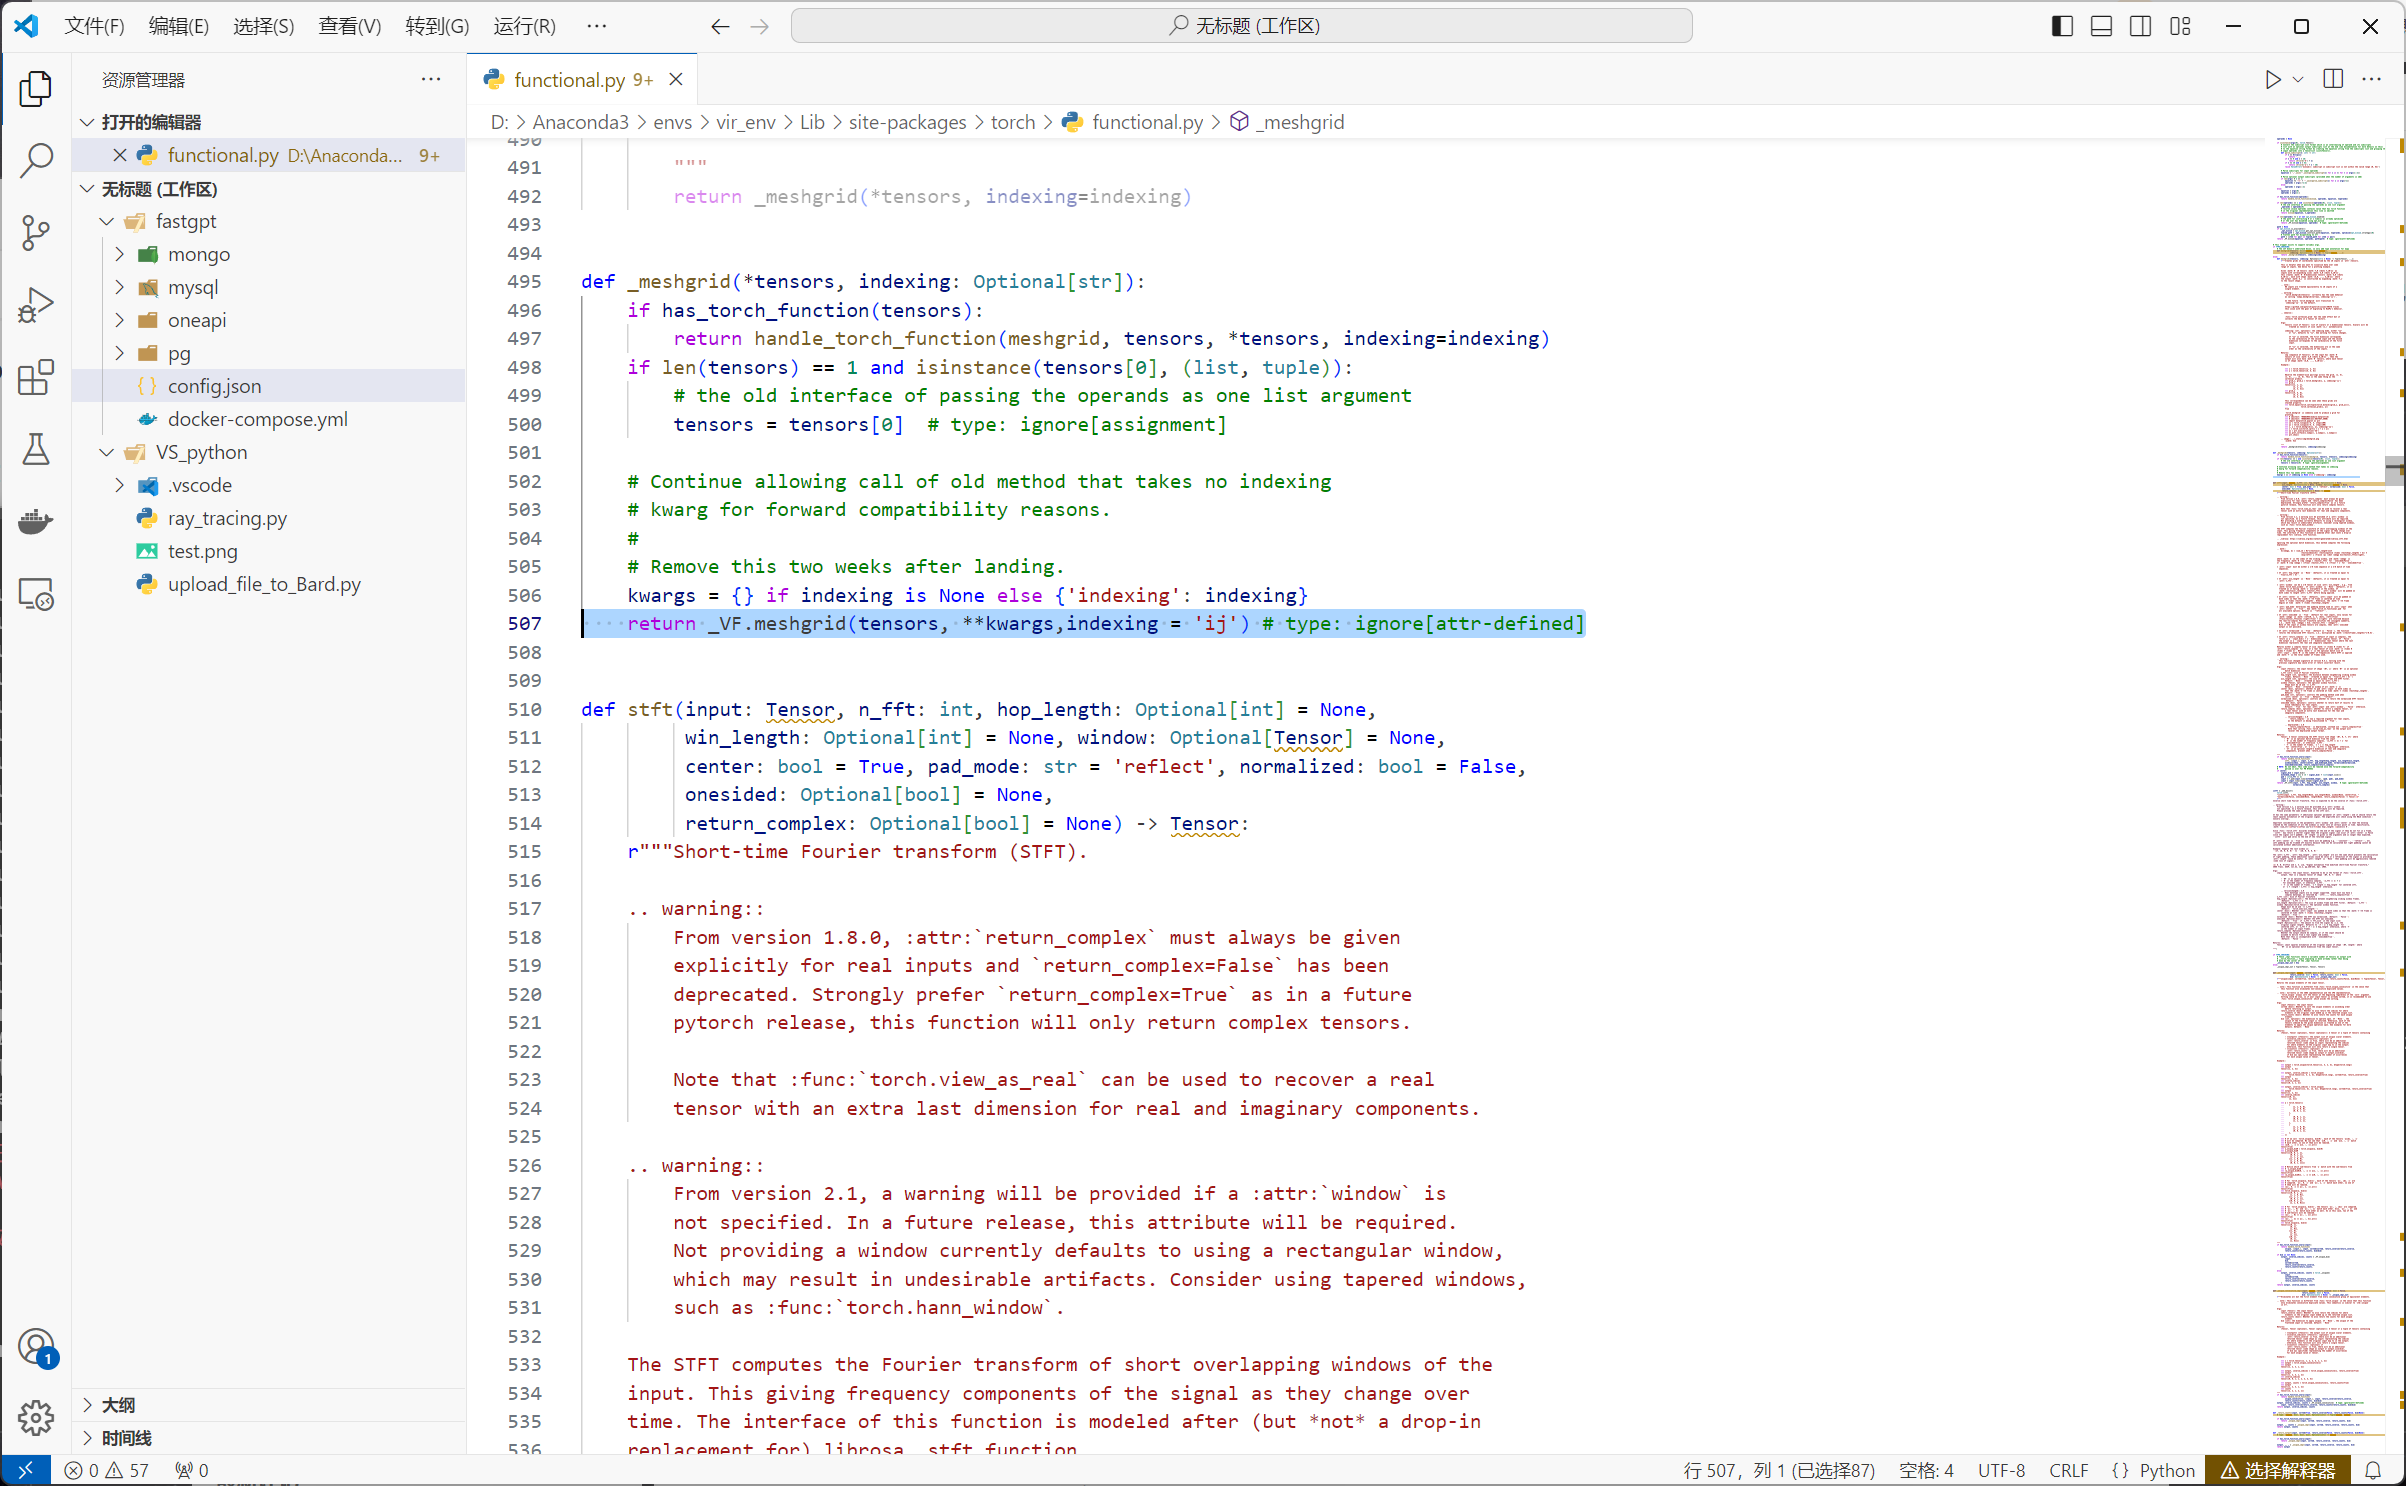 文件(F) 编辑(E) 选择(S) 查看(V) 转到(G) 运行(R) ··· 无标题 (工作区)
资源管理器 ···
functional.py 9+
打开的编辑器
functional.py D:\Anaconda... 9+
无标题 (工作区)
fastgpt
mongo
mysql
oneapi
pg
config.json
docker-compose.yml
VS_python
.vscode
ray_tracing.py
test.png
upload_file_to_Bard.py
大纲
时间线
D: > Anaconda3 > envs > vir_env > Lib > site-packages > torch > functional.py > _meshgrid
490
491 """
492 return _meshgrid(*tensors, indexing=indexing)
493
494
495 def _meshgrid(*tensors, indexing: Optional[str]):
496 if has_torch_function(tensors):
497 return handle_torch_function(meshgrid, tensors, *tensors, indexing=indexing)
498 if len(tensors) == 1 and isinstance(tensors[0], (list, tuple)):
499 # the old interface of passing the operands as one list argument
500 tensors = tensors[0]  # type: ignore[assignment]
501
502 # Continue allowing call of old method that takes no indexing
503 # kwarg for forward compatibility reasons.
504 #
505 # Remove this two weeks after landing.
506 kwargs = {} if indexing is None else {'indexing': indexing}
507 return _VF.meshgrid(tensors, **kwargs,indexing = 'ij') # type: ignore[attr-defined]
508
509
510 def stft(input: Tensor, n_fft: int, hop_length: Optional[int] = None,
511 win_length: Optional[int] = None, window: Optional[Tensor] = None,
512 center: bool = True, pad_mode: str = 'reflect', normalized: bool = False,
513 onesided: Optional[bool] = None,
514 return_complex: Optional[bool] = None) -> Tensor:
515 r"""Short-time Fourier transform (STFT).
516
517 .. warning::
518 From version 1.8.0, :attr:`return_complex` must always be given
519 explicitly for real inputs and `return_complex=False` has been
520 deprecated. Strongly prefer `return_complex=True` as in a future
521 pytorch release, this function will only return complex tensors.
522
523 Note that :func:`torch.view_as_real` can be used to recover a real
524 tensor with an extra last dimension for real and imaginary components.
525
526 .. warning::
527 From version 2.1, a warning will be provided if a :attr:`window` is
528 not specified. In a future release, this attribute will be required.
529 Not providing a window currently defaults to using a rectangular window,
530 which may result in undesirable artifacts. Consider using tapered windows,
531 such as :func:`torch.hann_window`.
532
533 The STFT computes the Fourier transform of short overlapping windows of the
534 input. This giving frequency components of the signal as they change over
535 time. The interface of this function is modeled after (but *not* a drop-in
536 replacement for) librosa_ stft function.
1
0 57 0 行 507, 列 1 (已选择87) 空格: 4 UTF-8 CRLF {} Python 选择解释器